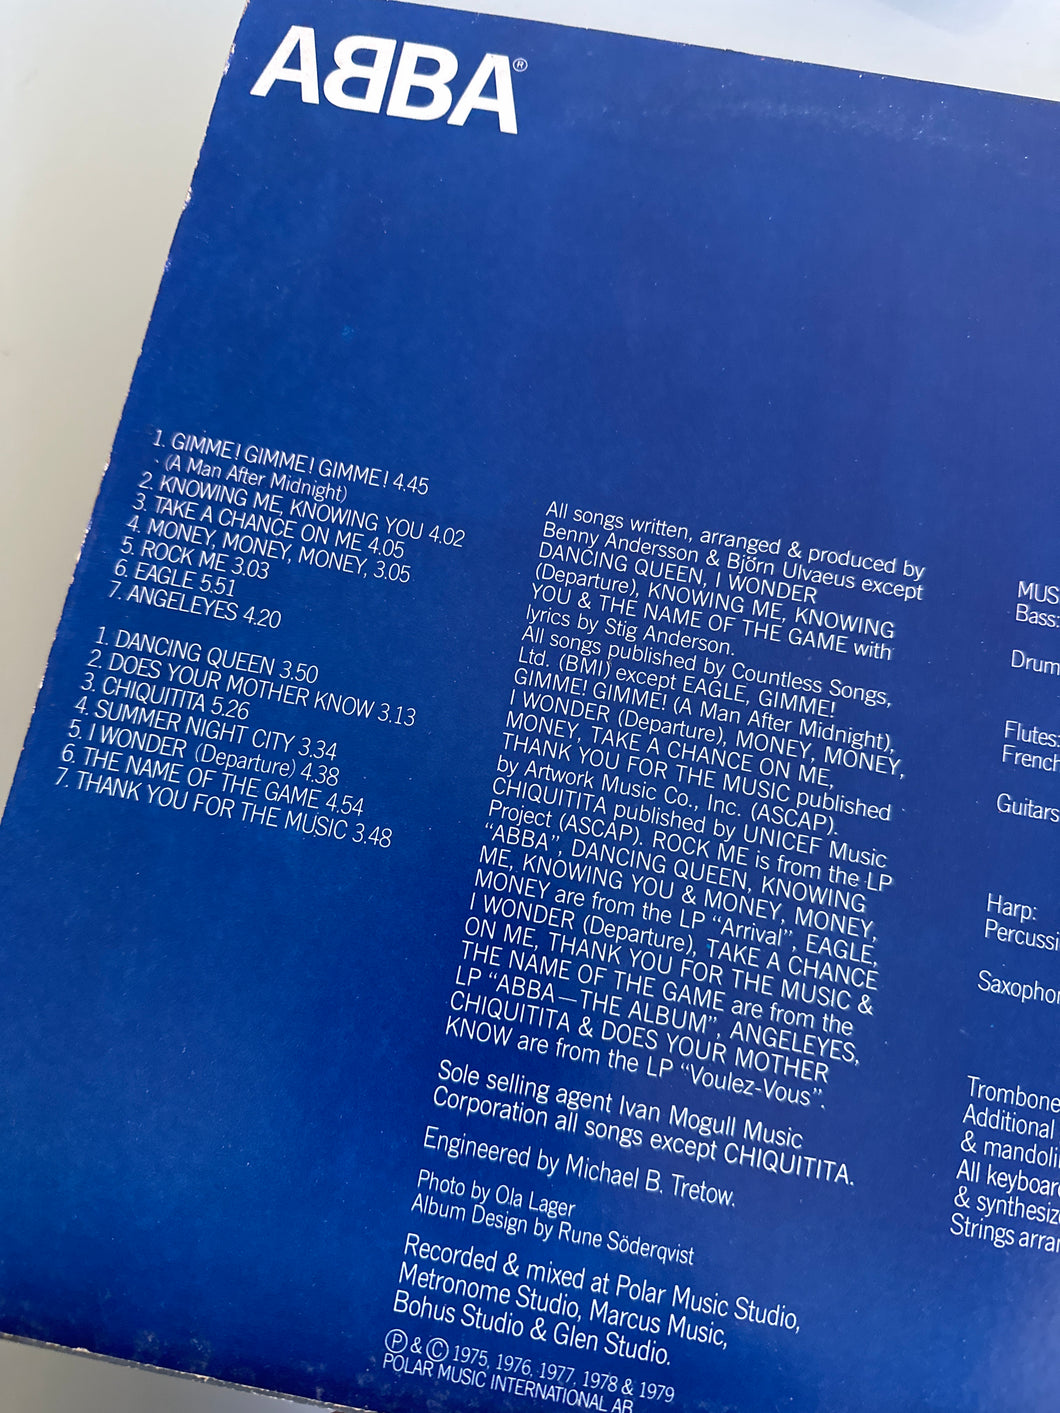 ABBA®
1. GIMME! GIMME! GIMME! 4.45
(A Man After Midnight)
2. KNOWING ME, KNOWING YOU 4.02
3. TAKE A CHANCE ON ME 4.05
4. MONEY, MONEY, MONEY, 3.05
5. ROCK ME 3.03
6. EAGLE 5.51
7. ANGELEYES 4.20
1. DANCING QUEEN 3.50
2. DOES YOUR MOTHER KNOW 3.13
3. CHIQUITITA 5.26
4. SUMMER NIGHT CITY 3.34
5. I WONDER (Departure) 4.38
6. THE NAME OF THE GAME 4.54
7. THANK YOU FOR THE MUSIC 3.48
All songs written, arranged & produced by
Benny Andersson & Björn Ulvaeus except
DANCING QUEEN, I WONDER
(Departure), KNOWING ME, KNOWING
YOU & THE NAME OF THE GAME with
lyrics by Stig Anderson.
All songs published by Countless Songs,
Ltd. (BMI) except EAGLE, GIMME!
GIMME! GIMME! (A Man After Midnight),
I WONDER (Departure), MONEY, MONEY,
MONEY, TAKE A CHANCE ON ME,
THANK YOU FOR THE MUSIC published
by Artwork Music Co., Inc. (ASCAP).
CHIQUITITA published by UNICEF Music
Project (ASCAP). ROCK ME is from the LP
“ABBA”, DANCING QUEEN, KNOWING
ME, KNOWING YOU & MONEY, MONEY,
MONEY are from the LP “Arrival”, EAGLE,
I WONDER (Departure), TAKE A CHANCE
ON ME, THANK YOU FOR THE MUSIC &
THE NAME OF THE GAME are from the
LP “ABBA—THE ALBUM”, ANGELEYES,
CHIQUITITA & DOES YOUR MOTHER
KNOW are from the LP “Voulez-Vous”.
Sole selling agent Ivan Mogull Music
Corporation all songs except CHIQUITITA.
Engineered by Michael B. Tretow.
Photo by Ola Lager
Album Design by Rune Söderqvist
Recorded & mixed at Polar Music Studio,
Metronome Studio, Marcus Music,
Bohus Studio & Glen Studio.
Ⓟ & © 1975, 1976, 1977, 1978 & 1979
POLAR MUSIC INTERNATIONAL AB
MUS
Bass:
Drum
Flutes:
French
Guitars
Harp:
Percussi
Saxophon
Trombone
Additional
& mandoli
All keyboar
& synthesiz
Strings arra